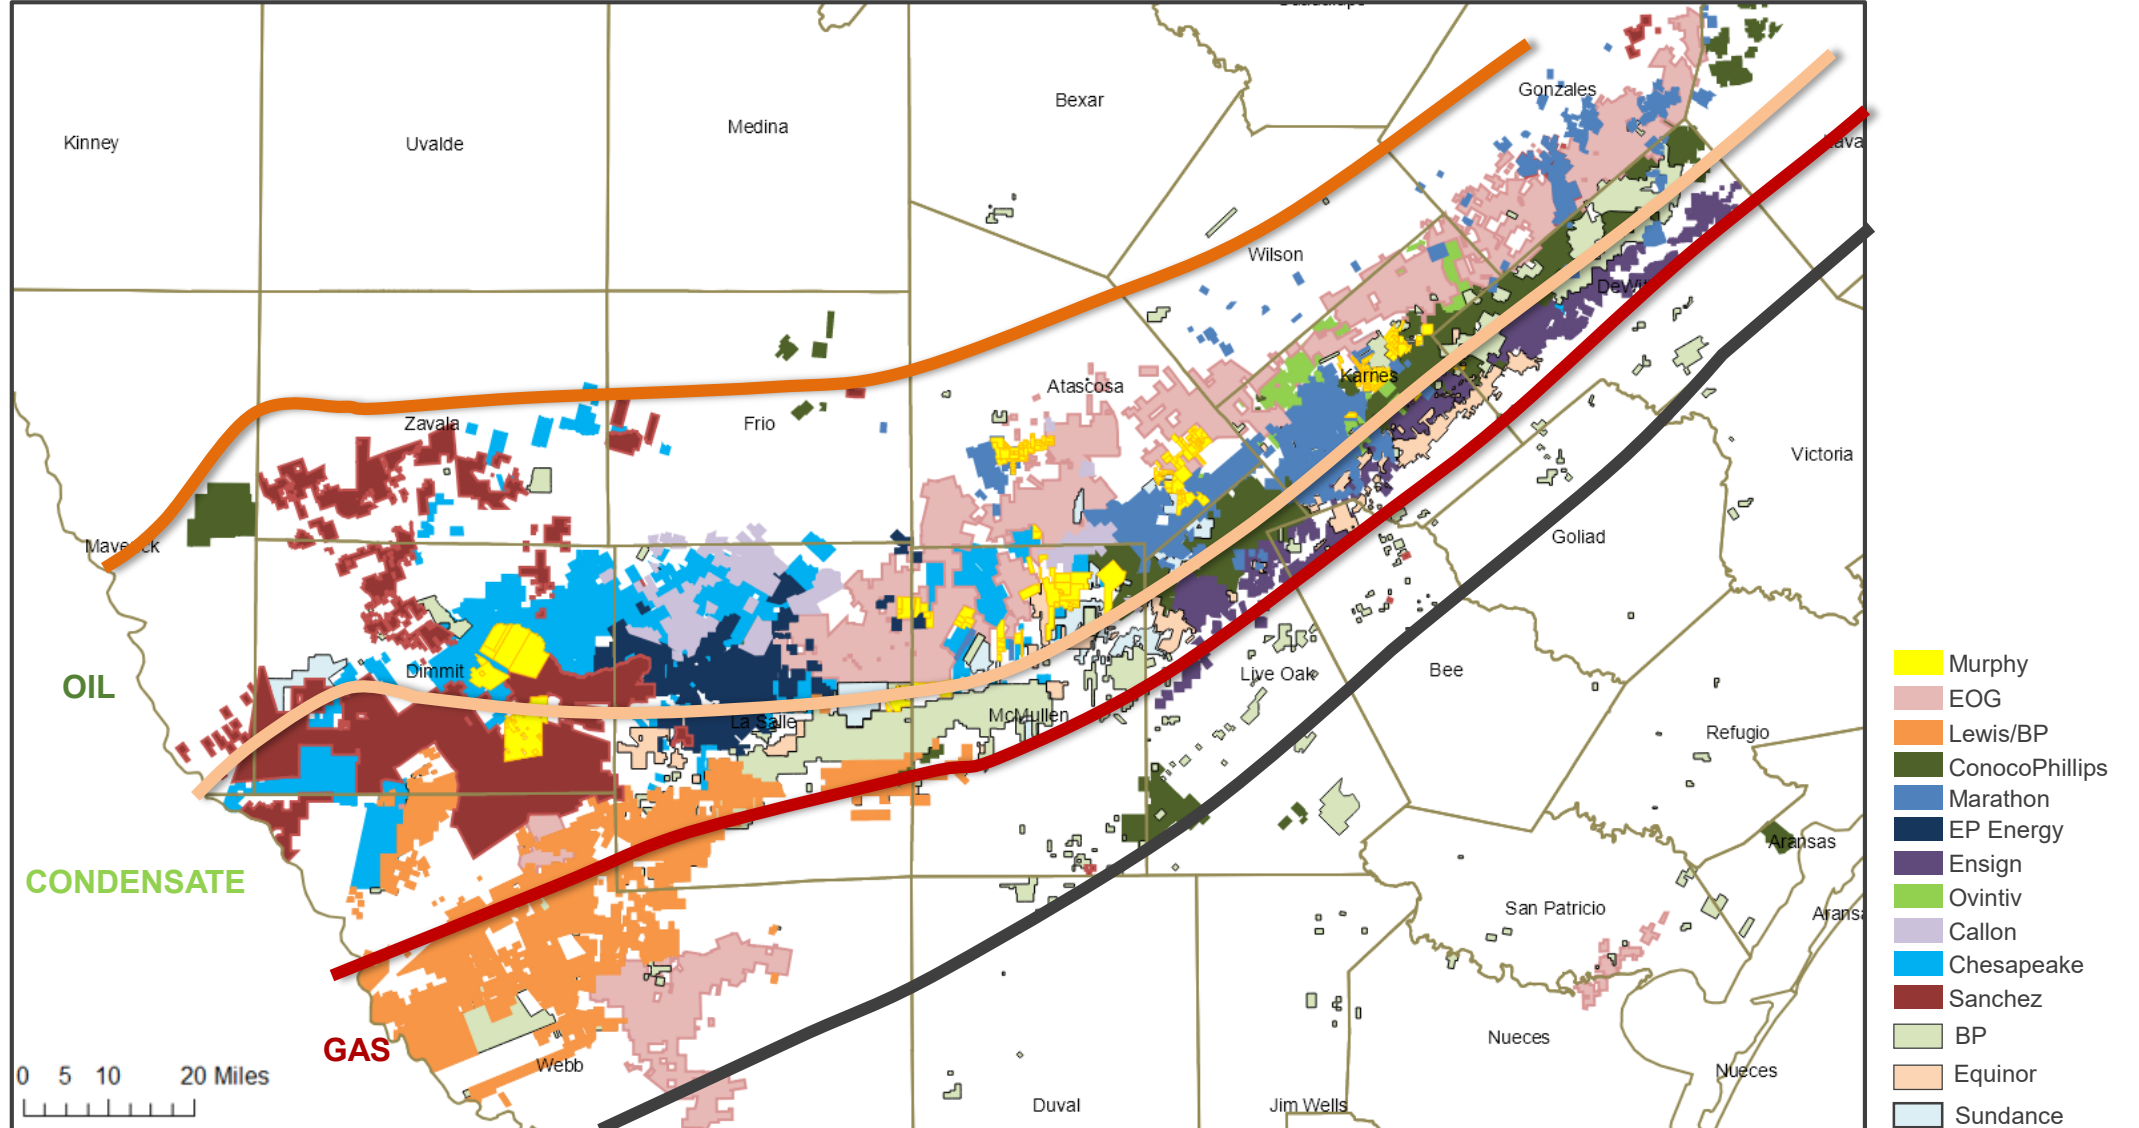 Bexar
Gonzales
Medina
Kinney
Uvalde
Wilson
DeWitt
Karnes
Atascosa
Zavala
Frio
Victoria
Maverick
Goliad
Dimmit
Live Oak
Bee
OIL
La Salle
McMullen
Refugio
CONDENSATE
Aransas
San Patricio
Aransa
GAS
Webb
Nueces
Nueces
Duval
Jim Wells
0 5 10 20 Miles
Murphy
EOG
Lewis/BP
ConocoPhillips
Marathon
EP Energy
Ensign
Ovintiv
Callon
Chesapeake
Sanchez
BP
Equinor
Sundance